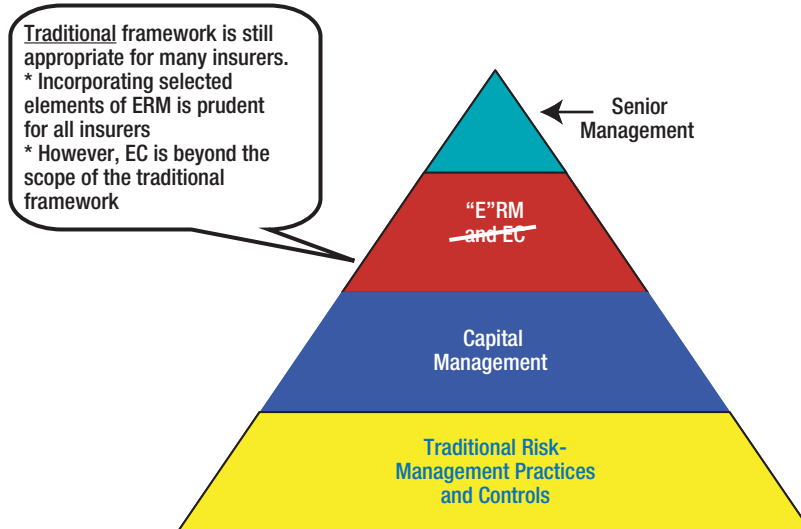 Traditional framework is still
appropriate for many insurers.
* Incorporating selected
elements of ERM is prudent
for all insurers
* However, EC is beyond the
scope of the traditional
framework
Senior
Management
“E”RM
and EC
Capital
Management
Traditional Risk-
Management Practices
and Controls